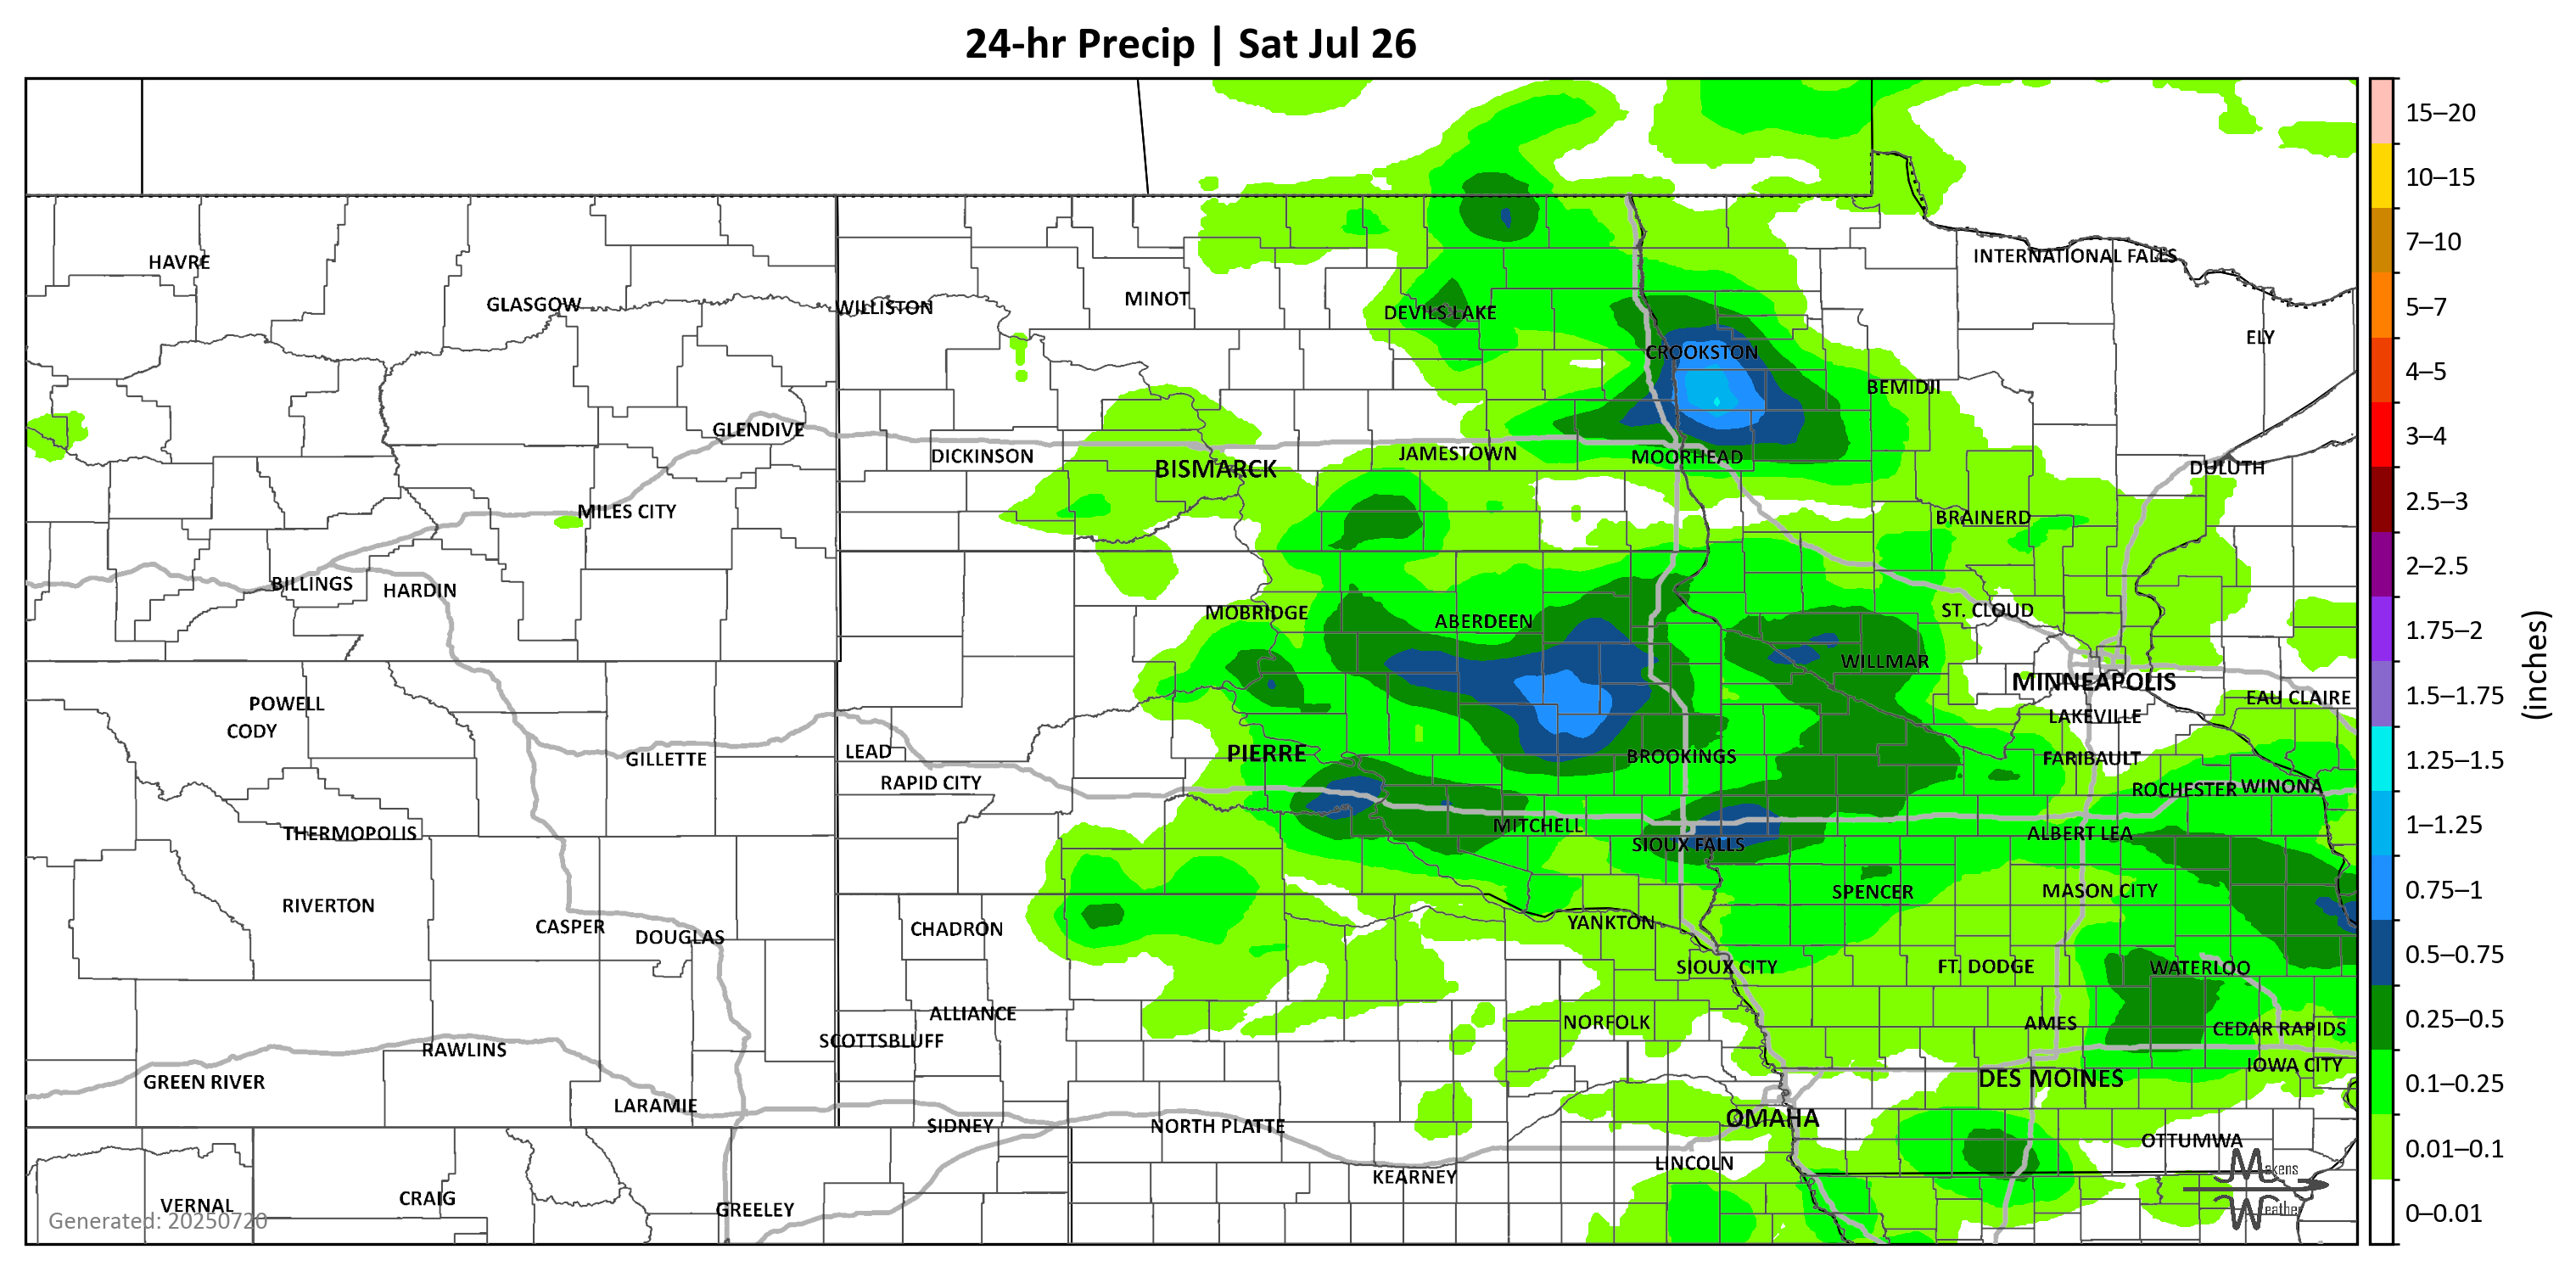 24-hr Precip | Sat Jul 26
HAVRE
INTERNATIONAL FALLS
GLASGOW
WILLISTON
MINOT
DEVILS LAKE
ELY
CROOKSTON
BEMIDJI
GLENDIVE
DICKINSON
BISMARCK
JAMESTOWN
MOORHEAD
DULUTH
MILES CITY
BRAINERD
BILLINGS
HARDIN
MOBRIDGE
ABERDEEN
ST. CLOUD
WILLMAR
MINNEAPOLIS
POWELL
EAU CLAIRE
CODY
LAKEVILLE
GILLETTE
LEAD
PIERRE
BROOKINGS
FARIBAULT
RAPID CITY
ROCHESTER
WINONA
THERMOPOLIS
MITCHELL
ALBERT LEA
SIOUX FALLS
RIVERTON
SPENCER
MASON CITY
CASPER
DOUGLAS
CHADRON
YANKTON
SIOUX CITY
FT. DODGE
WATERLOO
ALLIANCE
NORFOLK
AMES
CEDAR RAPIDS
SCOTTSBLUFF
RAWLINS
IOWA CITY
GREEN RIVER
DES MOINES
LARAMIE
OMAHA
SIDNEY
NORTH PLATTE
OTTUMWA
LINCOLN
KEARNEY
VERNAL
CRAIG
GREELEY
Generated: 20250720
Makens
Weather
15–20
10–15
7–10
5–7
4–5
3–4
2.5–3
2–2.5
1.75–2
1.5–1.75
1.25–1.5
1–1.25
0.75–1
0.5–0.75
0.25–0.5
0.1–0.25
0.01–0.1
0–0.01
(inches)